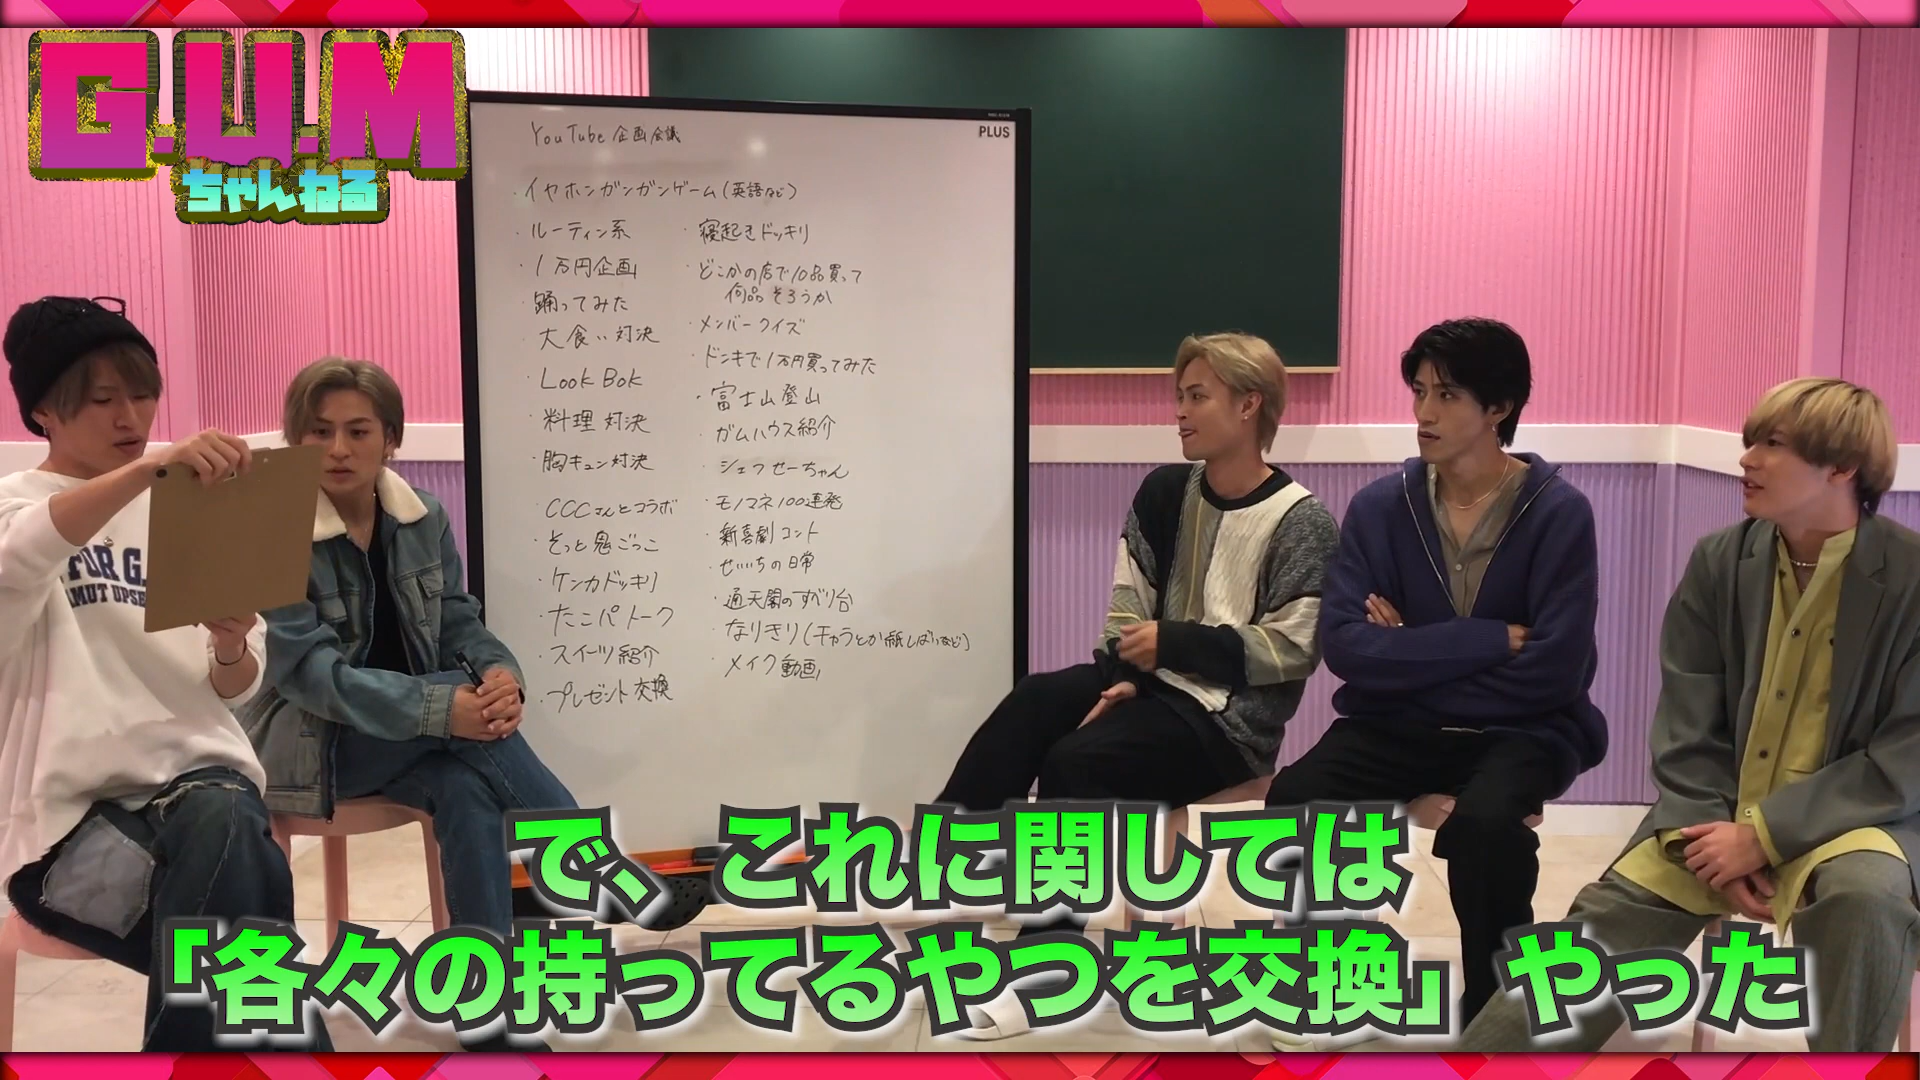 G.U.M
ちゃんねる
PLUS
YouTube 企画会議
・イヤホンガンガンゲーム(英語など)
・ルーティン系
・1万円企画
・踊ってみた
・大食い対決
・Look Bok
・料理対決
・胸キュン対決
・CCCさんとコラボ
・そっと鬼ごっこ
・ケンカドッキリ
・たこパトーク
・スイーツ紹介
・プレゼント交換
・寝起きドッキリ
・どこかの店で10品買って
何品そろうか
・メンバークイズ
・ドンキで1万円買ってみた
・富士山登山
・ガムハウス紹介
・シェフせーちゃん
・モノマネ100連発
・新喜劇コント
・せいいちの日常
・通天閣のすべり台
・なりきり(キャラとか紙しばいなど)
・メイク動画
FOR G.
AMUT UPSE
で、これに関しては
「各々の持ってるやつを交換」 やった